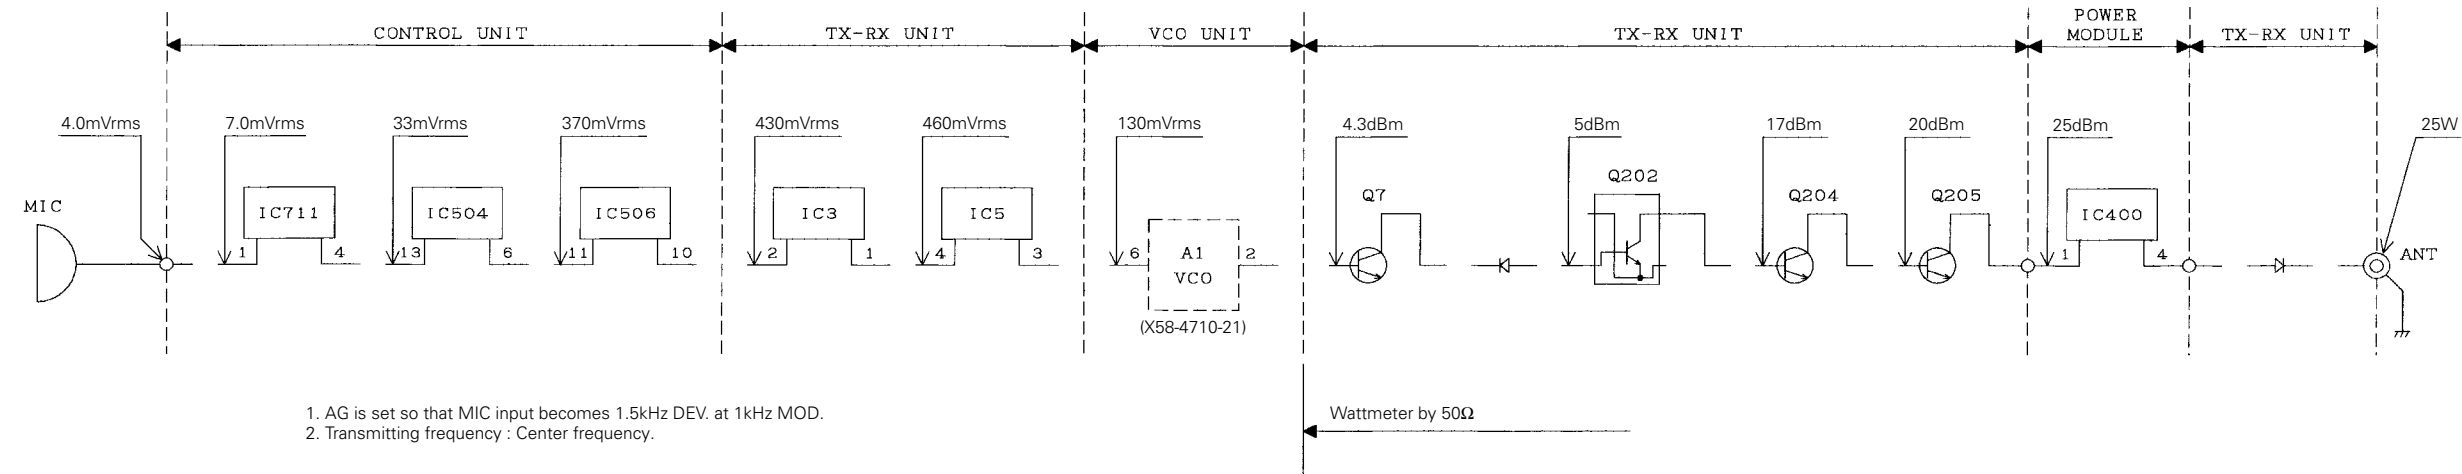 CONTROL UNIT
TX-RX UNIT
VCO UNIT
TX-RX UNIT
POWER
MODULE
TX-RX UNIT
4.0mVrms
7.0mVrms
33mVrms
370mVrms
430mVrms
460mVrms
130mVrms
4.3dBm
5dBm
17dBm
20dBm
25dBm
25W
MIC
1 IC711 4
13 IC504 6
11 IC506 10
2 IC3 1
4 IC5 3
6 A1 2
VCO
(X58-4710-21)
Q7
Q202
Q204
Q205
1 IC400 4
ANT
1. AG is set so that MIC input becomes 1.5kHz DEV. at 1kHz MOD.
2. Transmitting frequency : Center frequency.
Wattmeter by 50Ω